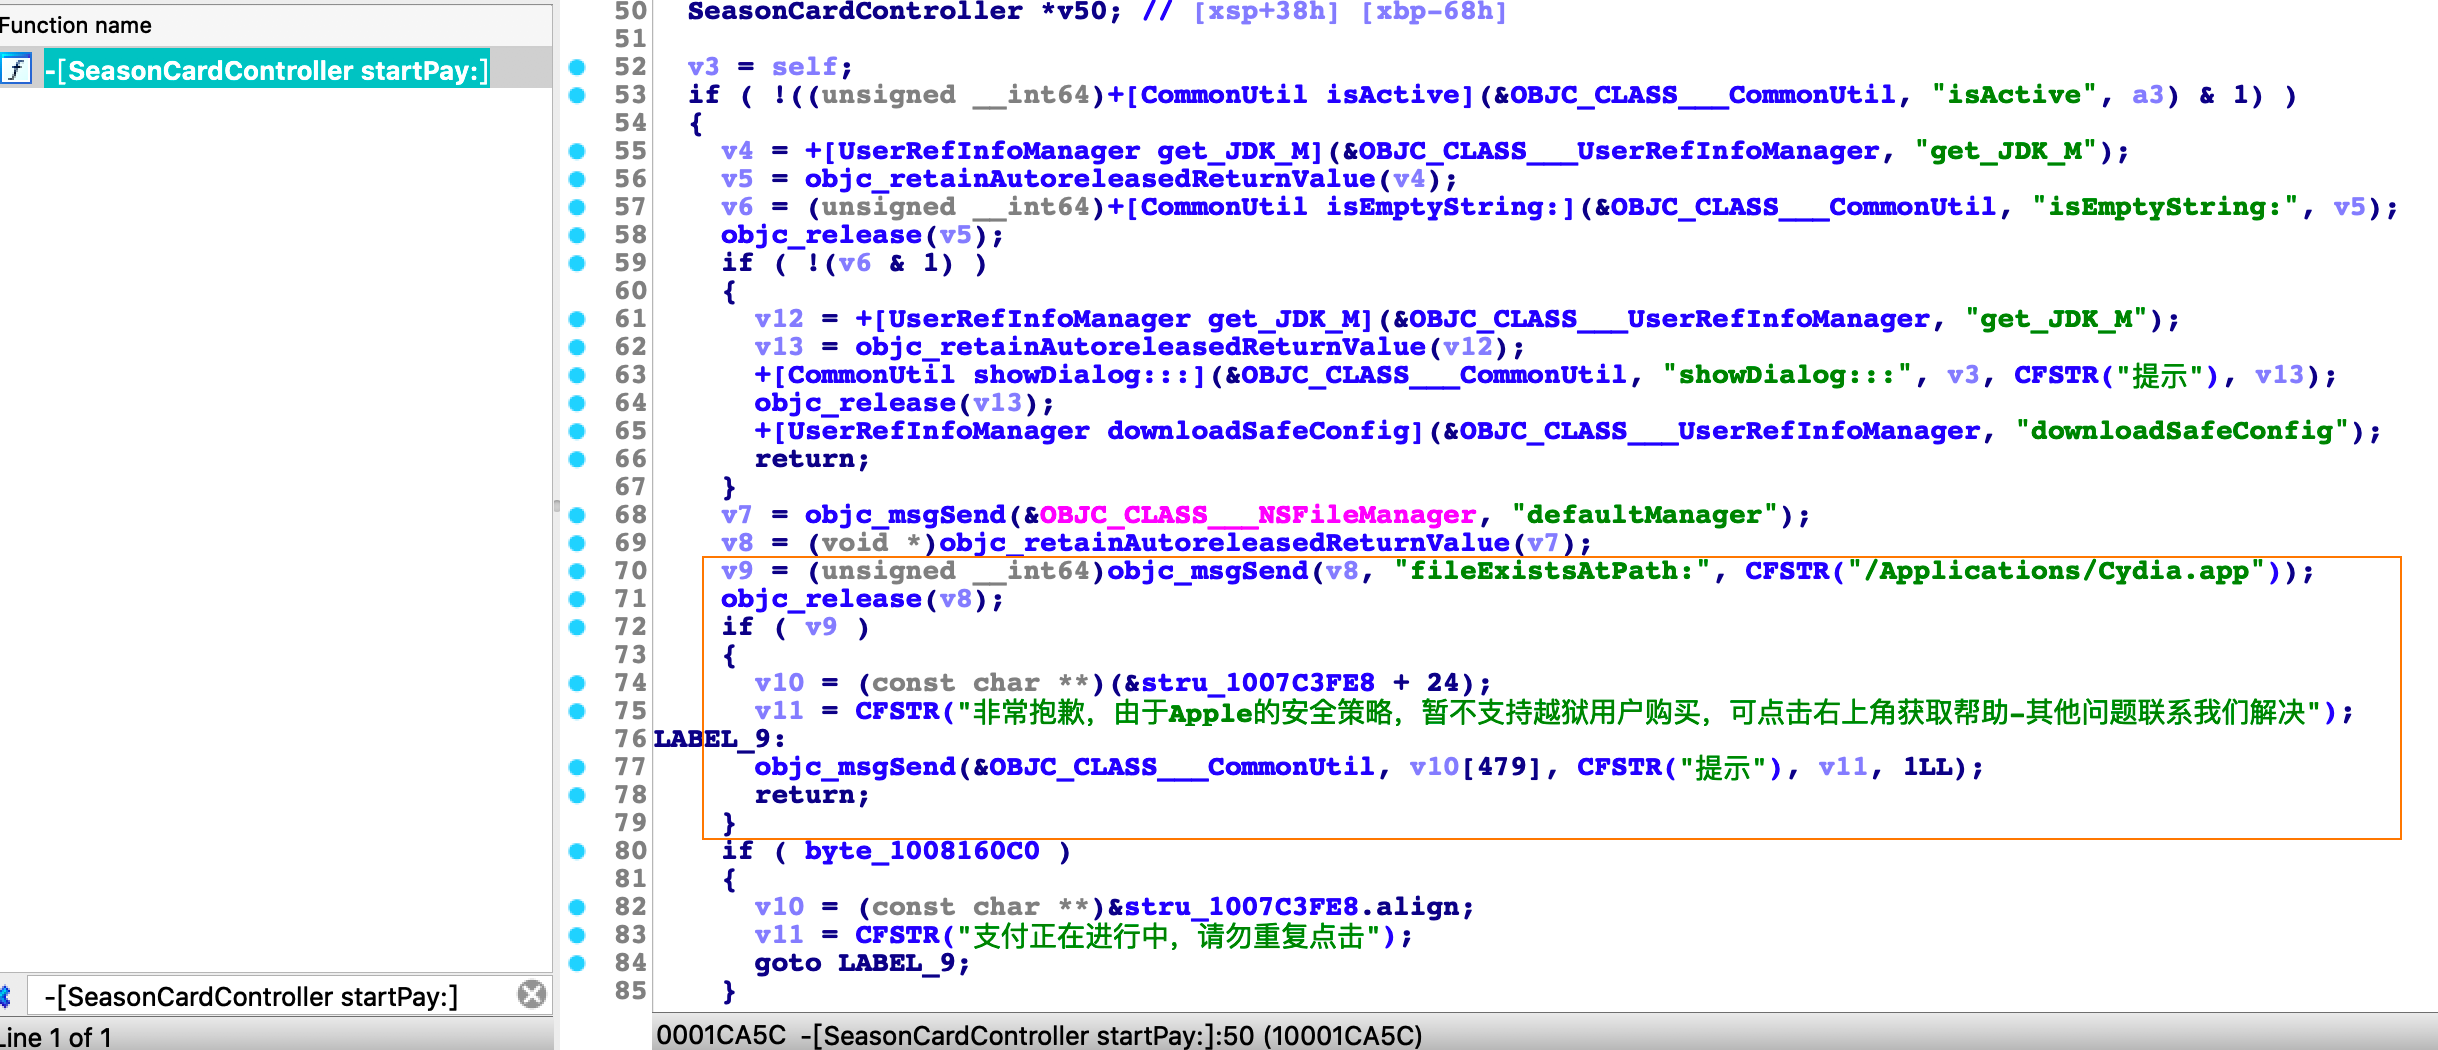 Function name
f -[SeasonCardController startPay:]
-[SeasonCardController startPay:]
Line 1 of 1
50 SeasonCardController *v50; // [xsp+38h] [xbp-68h]
51
52 v3 = self;
53 if ( !((unsigned __int64)+[CommonUtil isActive](&OBJC_CLASS___CommonUtil, "isActive", a3) & 1) )
54 {
55 v4 = +[UserRefInfoManager get_JDK_M](&OBJC_CLASS___UserRefInfoManager, "get_JDK_M");
56 v5 = objc_retainAutoreleasedReturnValue(v4);
57 v6 = (unsigned __int64)+[CommonUtil isEmptyString:](&OBJC_CLASS___CommonUtil, "isEmptyString:", v5);
58 objc_release(v5);
59 if ( !(v6 & 1) )
60 {
61 v12 = +[UserRefInfoManager get_JDK_M](&OBJC_CLASS___UserRefInfoManager, "get_JDK_M");
62 v13 = objc_retainAutoreleasedReturnValue(v12);
63 +[CommonUtil showDialog:::](&OBJC_CLASS___CommonUtil, "showDialog:::", v3, CFSTR("提示"), v13);
64 objc_release(v13);
65 +[UserRefInfoManager downloadSafeConfig](&OBJC_CLASS___UserRefInfoManager, "downloadSafeConfig");
66 return;
67 }
68 v7 = objc_msgSend(&OBJC_CLASS___NSFileManager, "defaultManager");
69 v8 = (void *)objc_retainAutoreleasedReturnValue(v7);
70 v9 = (unsigned __int64)objc_msgSend(v8, "fileExistsAtPath:", CFSTR("/Applications/Cydia.app"));
71 objc_release(v8);
72 if ( v9 )
73 {
74 v10 = (const char **)(&stru_1007C3FE8 + 24);
75 v11 = CFSTR("非常抱歉，由于Apple的安全策略，暂不支持越狱用户购买，可点击右上角获取帮助-其他问题联系我们解决");
76 LABEL_9:
77 objc_msgSend(&OBJC_CLASS___CommonUtil, v10[479], CFSTR("提示"), v11, 1LL);
78 return;
79 }
80 if ( byte_1008160C0 )
81 {
82 v10 = (const char **)&stru_1007C3FE8.align;
83 v11 = CFSTR("支付正在进行中，请勿重复点击");
84 goto LABEL_9;
85 }
0001CA5C -[SeasonCardController startPay:]:50 (10001CA5C)